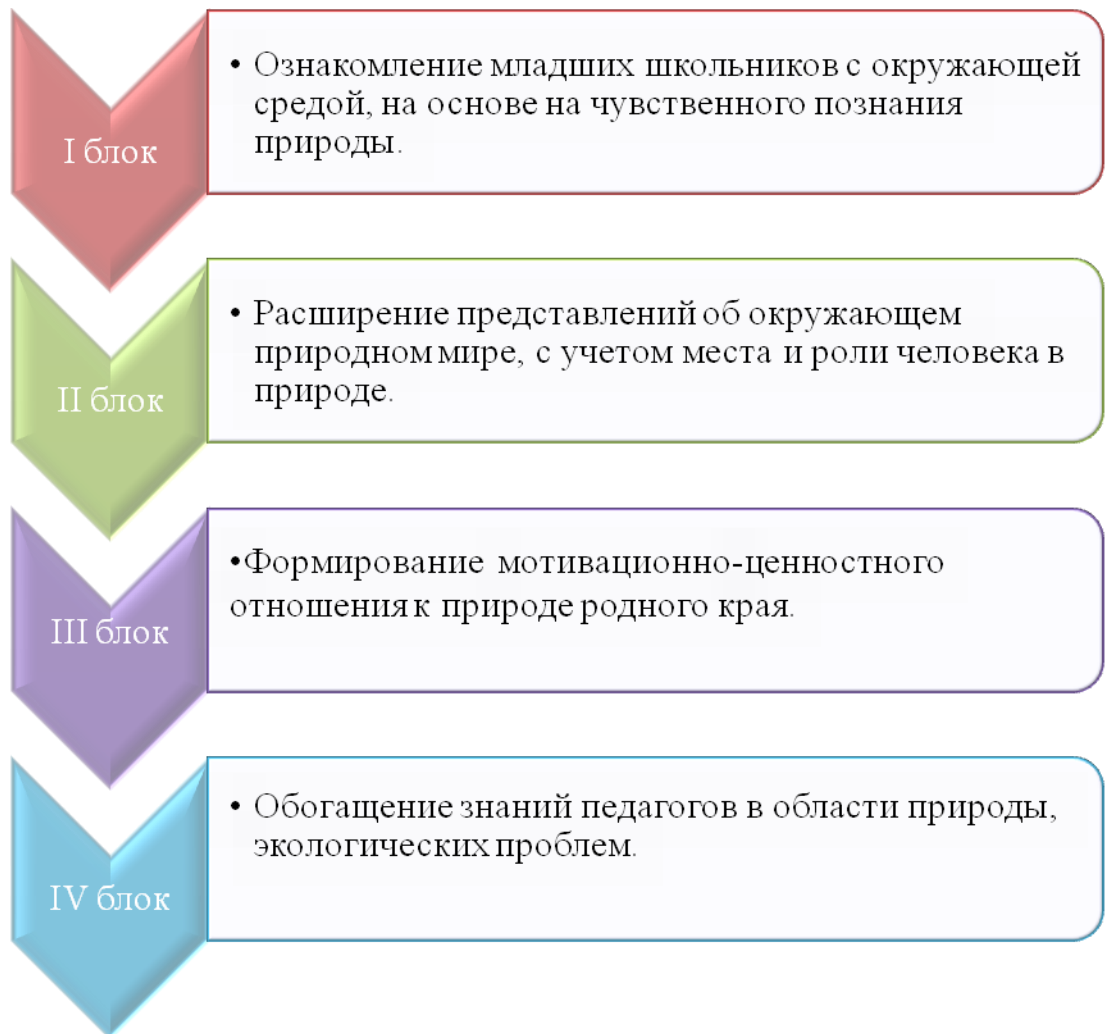 I блок
• Ознакомление младших школьников с окружающей
средой, на основе на чувственного познания
природы.
II блок
• Расширение представлений об окружающем
природном мире, с учетом места и роли человека в
природе.
III блок
•Формирование мотивационно-ценностного
отношения к природе родного края.
IV блок
• Обогащение знаний педагогов в области природы,
экологических проблем.